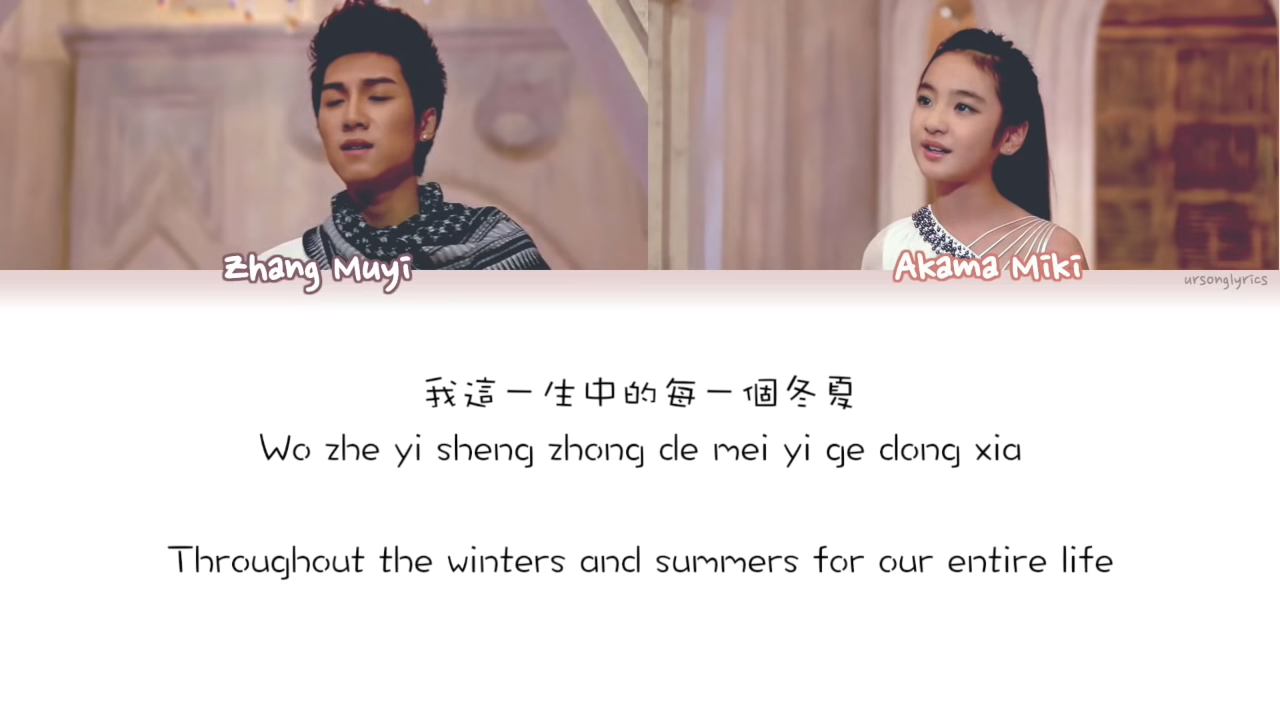 Zhang Muyi
Akama Miki
ursonglyrics
我這一生中的每一個冬夏
Wo zhe yi sheng zhong de mei yi ge dong xia
Throughout the winters and summers for our entire life